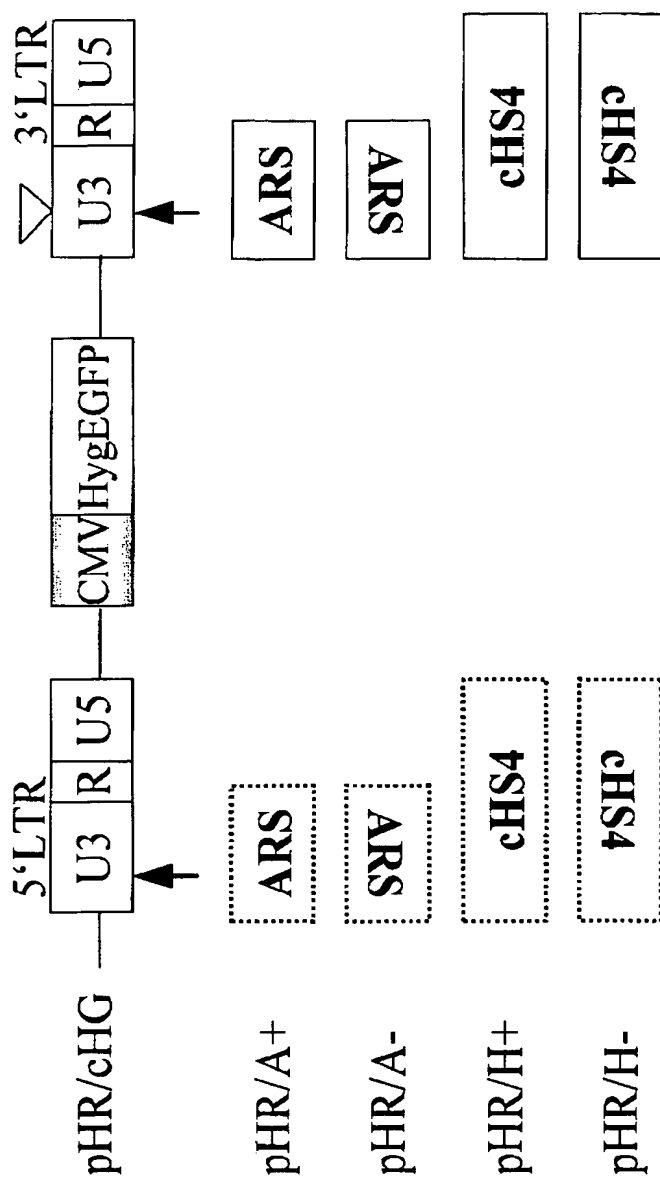 5‘LTR 3‘LTR
pHR/cHG U3 R U5 CMV HygEGFP U3 R U5
pHR/A+ ARS ARS
pHR/A- ARS ARS
pHR/H+ cHS4 cHS4
pHR/H- cHS4 cHS4